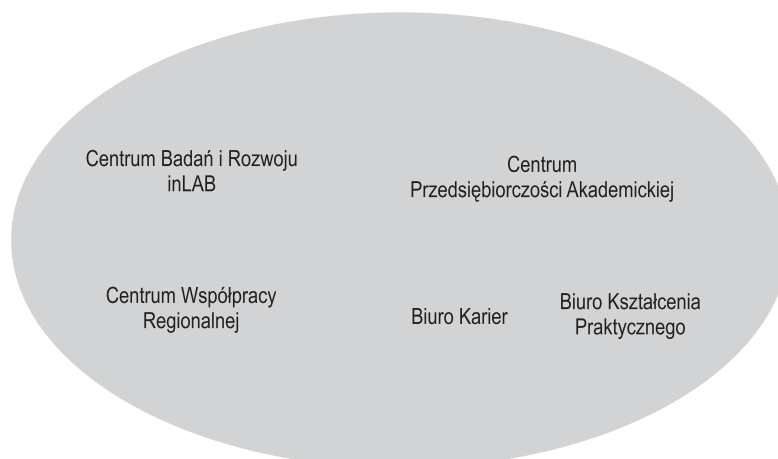 Centrum Badań i Rozwoju
inLAB
Centrum
Przedsiębiorczości Akademickiej
Centrum Współpracy
Regionalnej
Biuro Karier
Biuro Kształcenia
Praktycznego